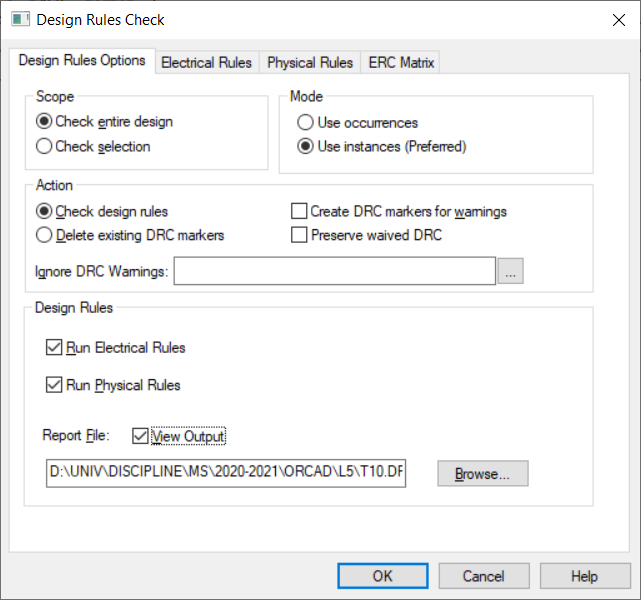 Design Rules Check
Design Rules Options Electrical Rules Physical Rules ERC Matrix
Scope
Check entire design
Check selection
Mode
Use occurrences
Use instances (Preferred)
Action
Check design rules
Delete existing DRC markers
Create DRC markers for warnings
Preserve waived DRC
Ignore DRC Warnings:
...
Design Rules
Run Electrical Rules
Run Physical Rules
Report File: View Output
D:\UNIV\DISCIPLINE\MS\2020-2021\ORCAD\L5\T10.DR
Browse...
OK Cancel Help